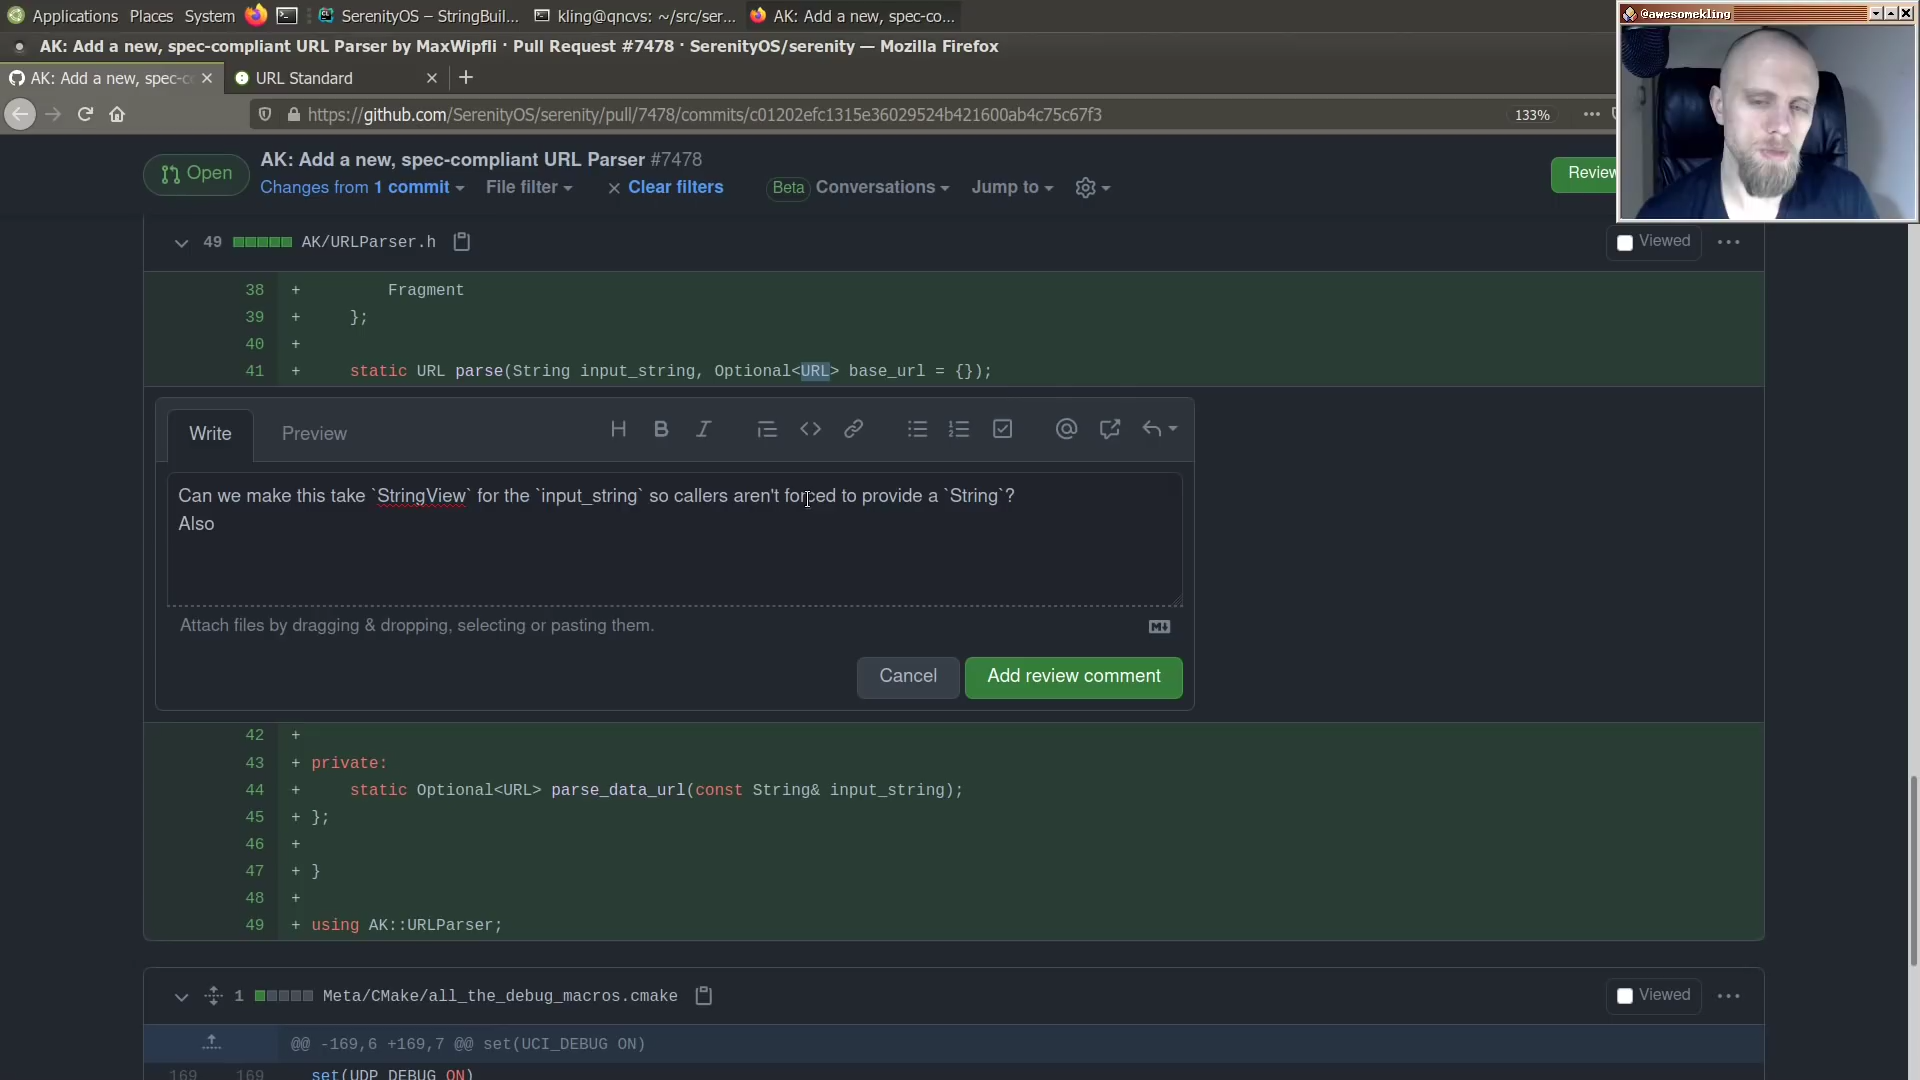 Applications Places System SerenityOS – StringBuil... kling@qncvs: ~/src/ser... AK: Add a new, spec-co...
@awesomekling
AK: Add a new, spec-compliant URL Parser by MaxWipfli · Pull Request #7478 · SerenityOS/serenity — Mozilla Firefox
AK: Add a new, spec-c URL Standard
https://github.com/SerenityOS/serenity/pull/7478/commits/c01202efc1315e36029524b421600ab4c75c67f3 133%
Open AK: Add a new, spec-compliant URL Parser #7478
Changes from 1 commit File filter Clear filters Beta Conversations Jump to Review
49 AK/URLParser.h Viewed
38 + Fragment
39 + };
40 +
41 + static URL parse(String input_string, Optional<URL> base_url = {});
Write Preview
Can we make this take `StringView` for the `input_string` so callers aren't forced to provide a `String`?
Also
Attach files by dragging & dropping, selecting or pasting them.
Cancel Add review comment
42 +
43 + private:
44 + static Optional<URL> parse_data_url(const String& input_string);
45 + };
46 +
47 + }
48 +
49 + using AK::URLParser;
1 Meta/CMake/all_the_debug_macros.cmake Viewed
@@ -169,6 +169,7 @@ set(UCI_DEBUG ON)
169 169 set(UDP_DEBUG ON)